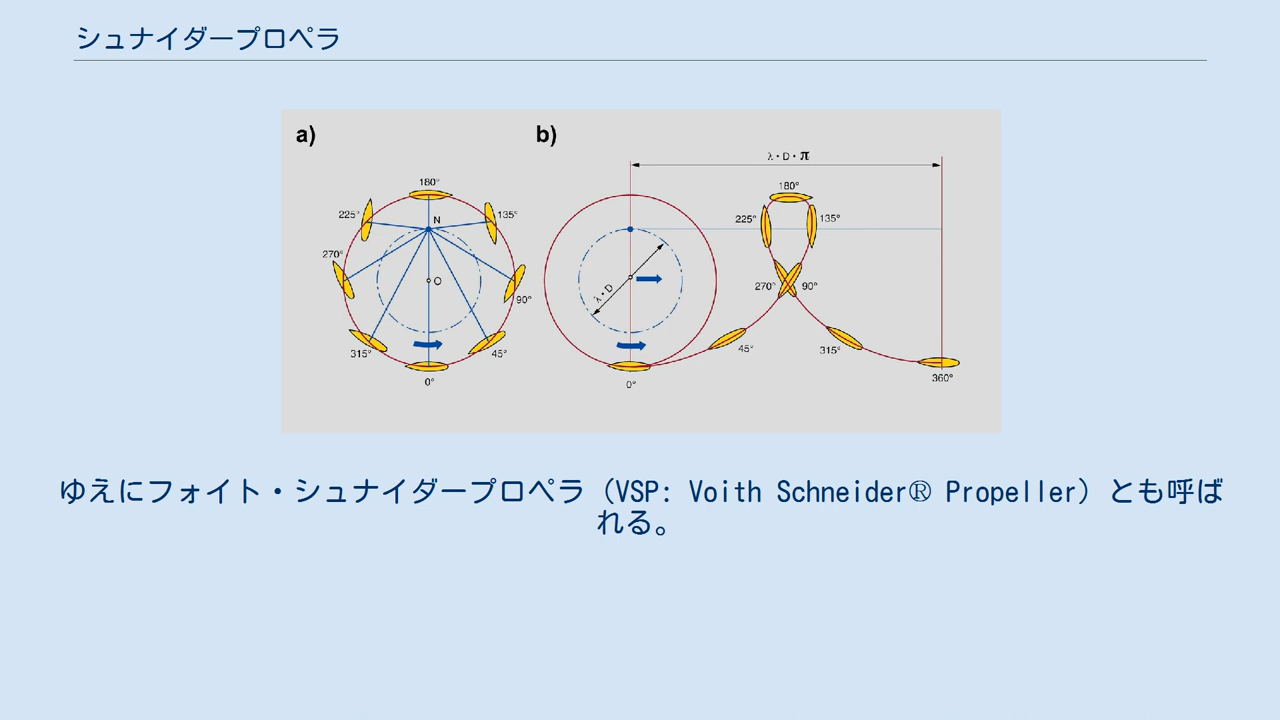 シュナイダープロペラ
a)
180°
225°
135°
N
270°
O
90°
315°
45°
0°
b)
λ・D・π
180°
225°
135°
λ・D
270°
90°
45°
315°
0°
360°
ゆえにフォイト・シュナイダープロペラ（VSP: Voith Schneider® Propeller）とも呼ば
れる。